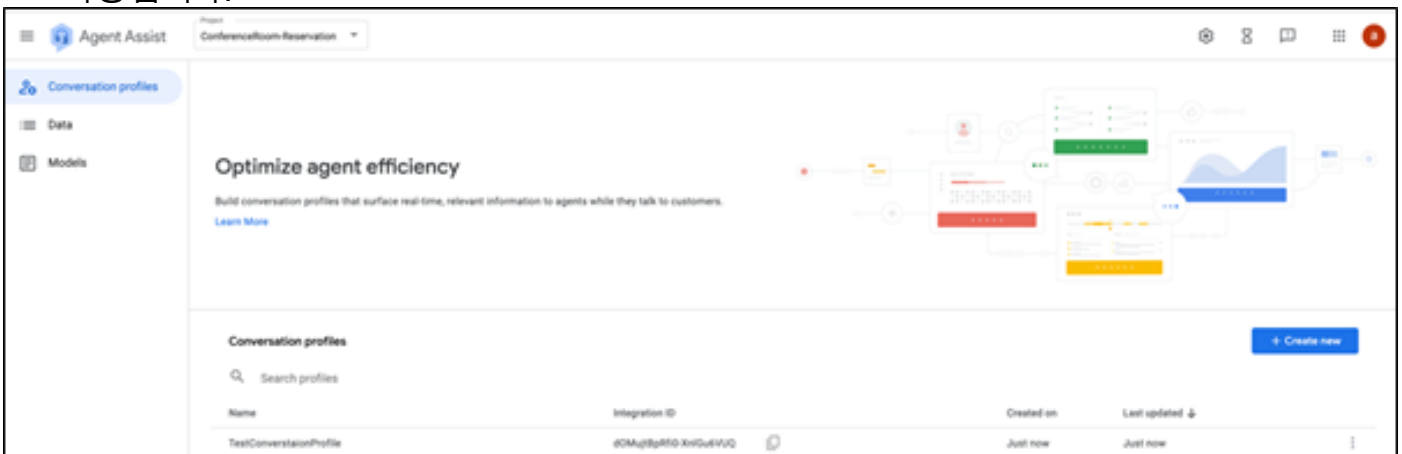 Project
Agent Assist
ConferenceRoom-Reservation
Conversation profiles
Data
Models
Optimize agent efficiency
Build conversation profiles that surface real-time, relevant information to agents while they talk to customers.
Learn More
Conversation profiles
+ Create new
Search profiles
Name Integration ID Created on Last updated
TestConverstaionProfile Just now Just now